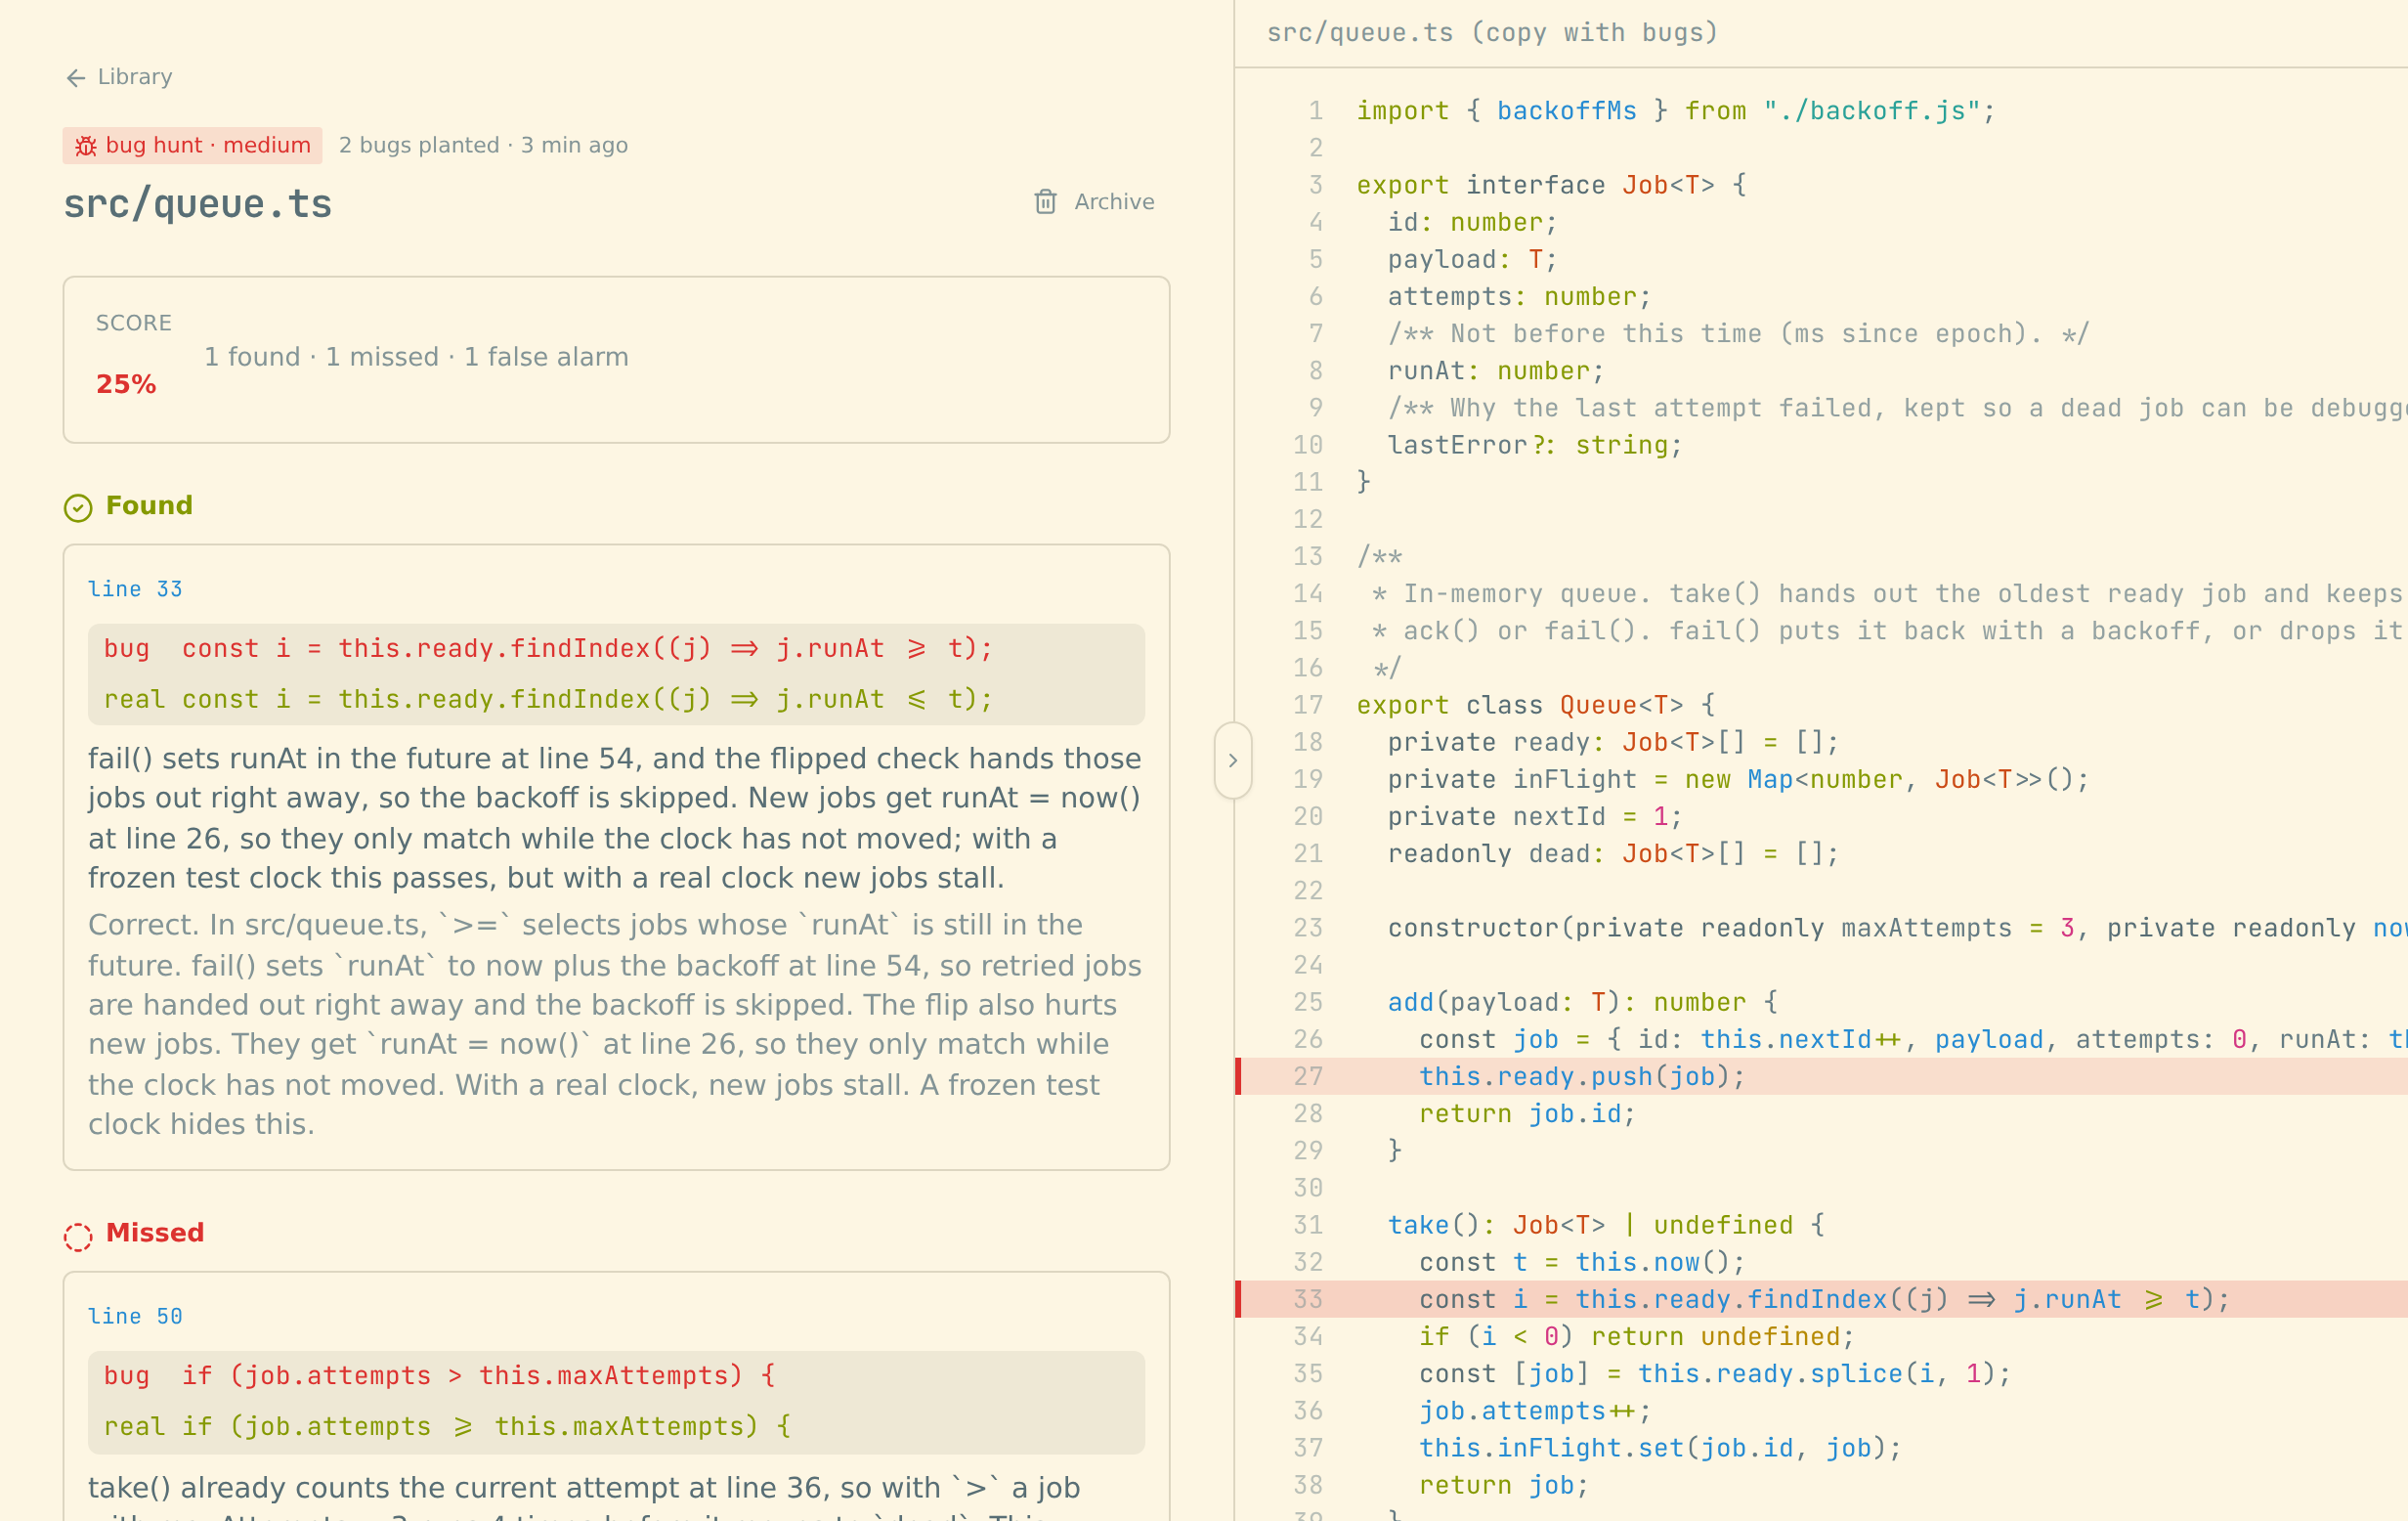 Library
bug hunt · medium 2 bugs planted · 3 min ago
src/queue.ts
Archive
SCORE
25%
1 found · 1 missed · 1 false alarm
Found
line 33
bug  const i = this.ready.findIndex((j) => j.runAt >= t);
real const i = this.ready.findIndex((j) => j.runAt <= t);
fail() sets runAt in the future at line 54, and the flipped check hands those
jobs out right away, so the backoff is skipped. New jobs get runAt = now()
at line 26, so they only match while the clock has not moved; with a
frozen test clock this passes, but with a real clock new jobs stall.
Correct. In src/queue.ts, `>=` selects jobs whose `runAt` is still in the
future. fail() sets `runAt` to now plus the backoff at line 54, so retried jobs
are handed out right away and the backoff is skipped. The flip also hurts
new jobs. They get `runAt = now()` at line 26, so they only match while
the clock has not moved. With a real clock, new jobs stall. A frozen test
clock hides this.
Missed
line 50
bug  if (job.attempts > this.maxAttempts) {
real if (job.attempts >= this.maxAttempts) {
take() already counts the current attempt at line 36, so with `>` a job
src/queue.ts (copy with bugs)
1 import { backoffMs } from "./backoff.js";
2
3 export interface Job<T> {
4   id: number;
5   payload: T;
6   attempts: number;
7   /** Not before this time (ms since epoch). */
8   runAt: number;
9   /** Why the last attempt failed, kept so a dead job can be debugg
10   lastError?: string;
11 }
12
13 /**
14  * In-memory queue. take() hands out the oldest ready job and keeps
15  * ack() or fail(). fail() puts it back with a backoff, or drops it
16  */
17 export class Queue<T> {
18   private ready: Job<T>[] = [];
19   private inFlight = new Map<number, Job<T>>();
20   private nextId = 1;
21   readonly dead: Job<T>[] = [];
22
23   constructor(private readonly maxAttempts = 3, private readonly no
24
25   add(payload: T): number {
26     const job = { id: this.nextId++, payload, attempts: 0, runAt: t
27     this.ready.push(job);
28     return job.id;
29   }
30
31   take(): Job<T> | undefined {
32     const t = this.now();
33     const i = this.ready.findIndex((j) => j.runAt >= t);
34     if (i < 0) return undefined;
35     const [job] = this.ready.splice(i, 1);
36     job.attempts++;
37     this.inFlight.set(job.id, job);
38     return job;
39   }